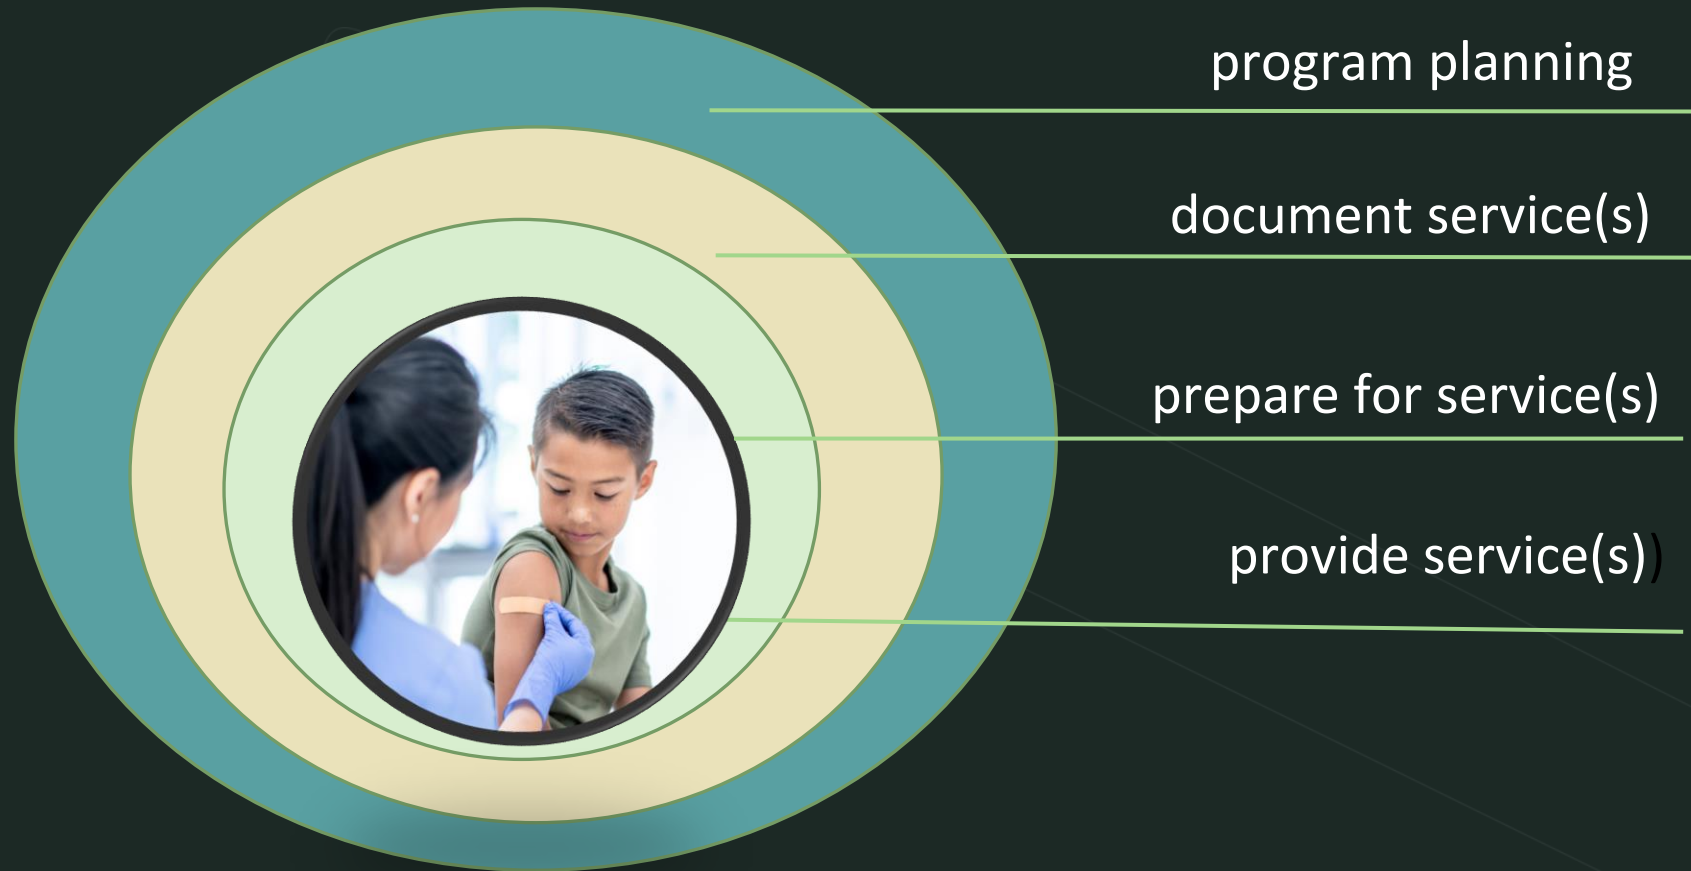 program planning
document service(s)
prepare for service(s)
provide service(s))